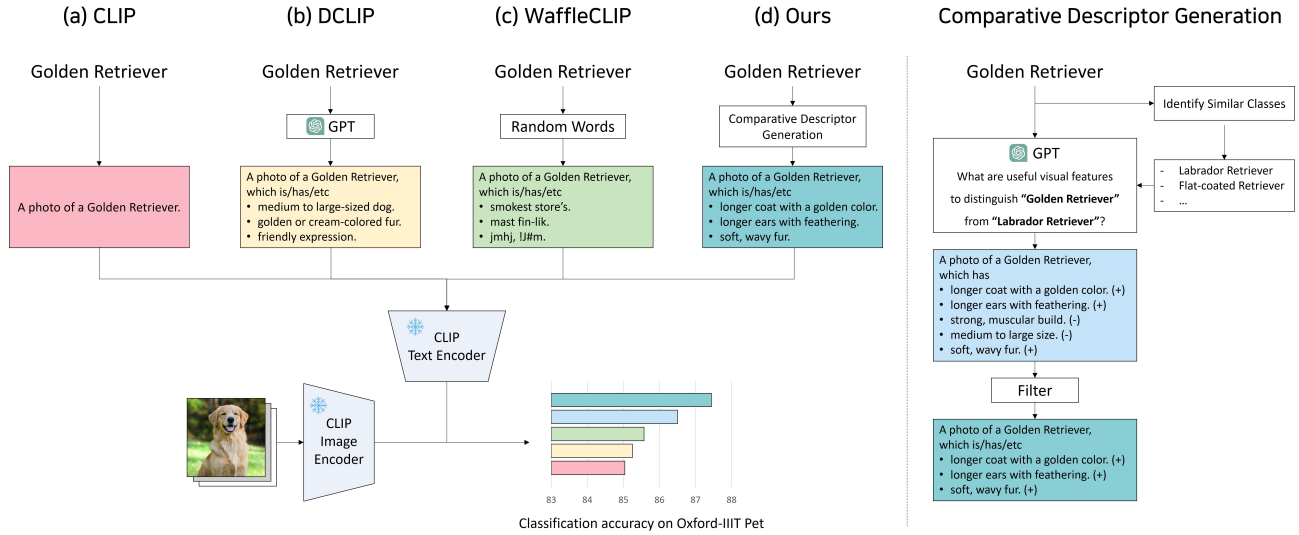 (a) CLIP
(b) DCLIP
(c) WaffleCLIP
(d) Ours
Comparative Descriptor Generation
Golden Retriever
Golden Retriever
Golden Retriever
Golden Retriever
Golden Retriever
GPT
Random Words
Comparative Descriptor
Generation
Identify Similar Classes
A photo of a Golden Retriever.
A photo of a Golden Retriever,
which is/has/etc
• medium to large-sized dog.
• golden or cream-colored fur.
• friendly expression.
A photo of a Golden Retriever,
which is/has/etc
• smokest store's.
• mast fin-lik.
• jmhj, !J#m.
A photo of a Golden Retriever,
which is/has/etc
• longer coat with a golden color.
• longer ears with feathering.
• soft, wavy fur.
GPT
What are useful visual features
to distinguish “Golden Retriever”
from “Labrador Retriever”?
- Labrador Retriever
- Flat-coated Retriever
- ...
A photo of a Golden Retriever,
which has
• longer coat with a golden color. (+)
• longer ears with feathering. (+)
• strong, muscular build. (-)
• medium to large size. (-)
• soft, wavy fur. (+)
Filter
A photo of a Golden Retriever,
which is/has/etc
• longer coat with a golden color. (+)
• longer ears with feathering. (+)
• soft, wavy fur. (+)
CLIP
Text Encoder
CLIP
Image
Encoder
83 84 85 86 87 88
Classification accuracy on Oxford-IIIT Pet